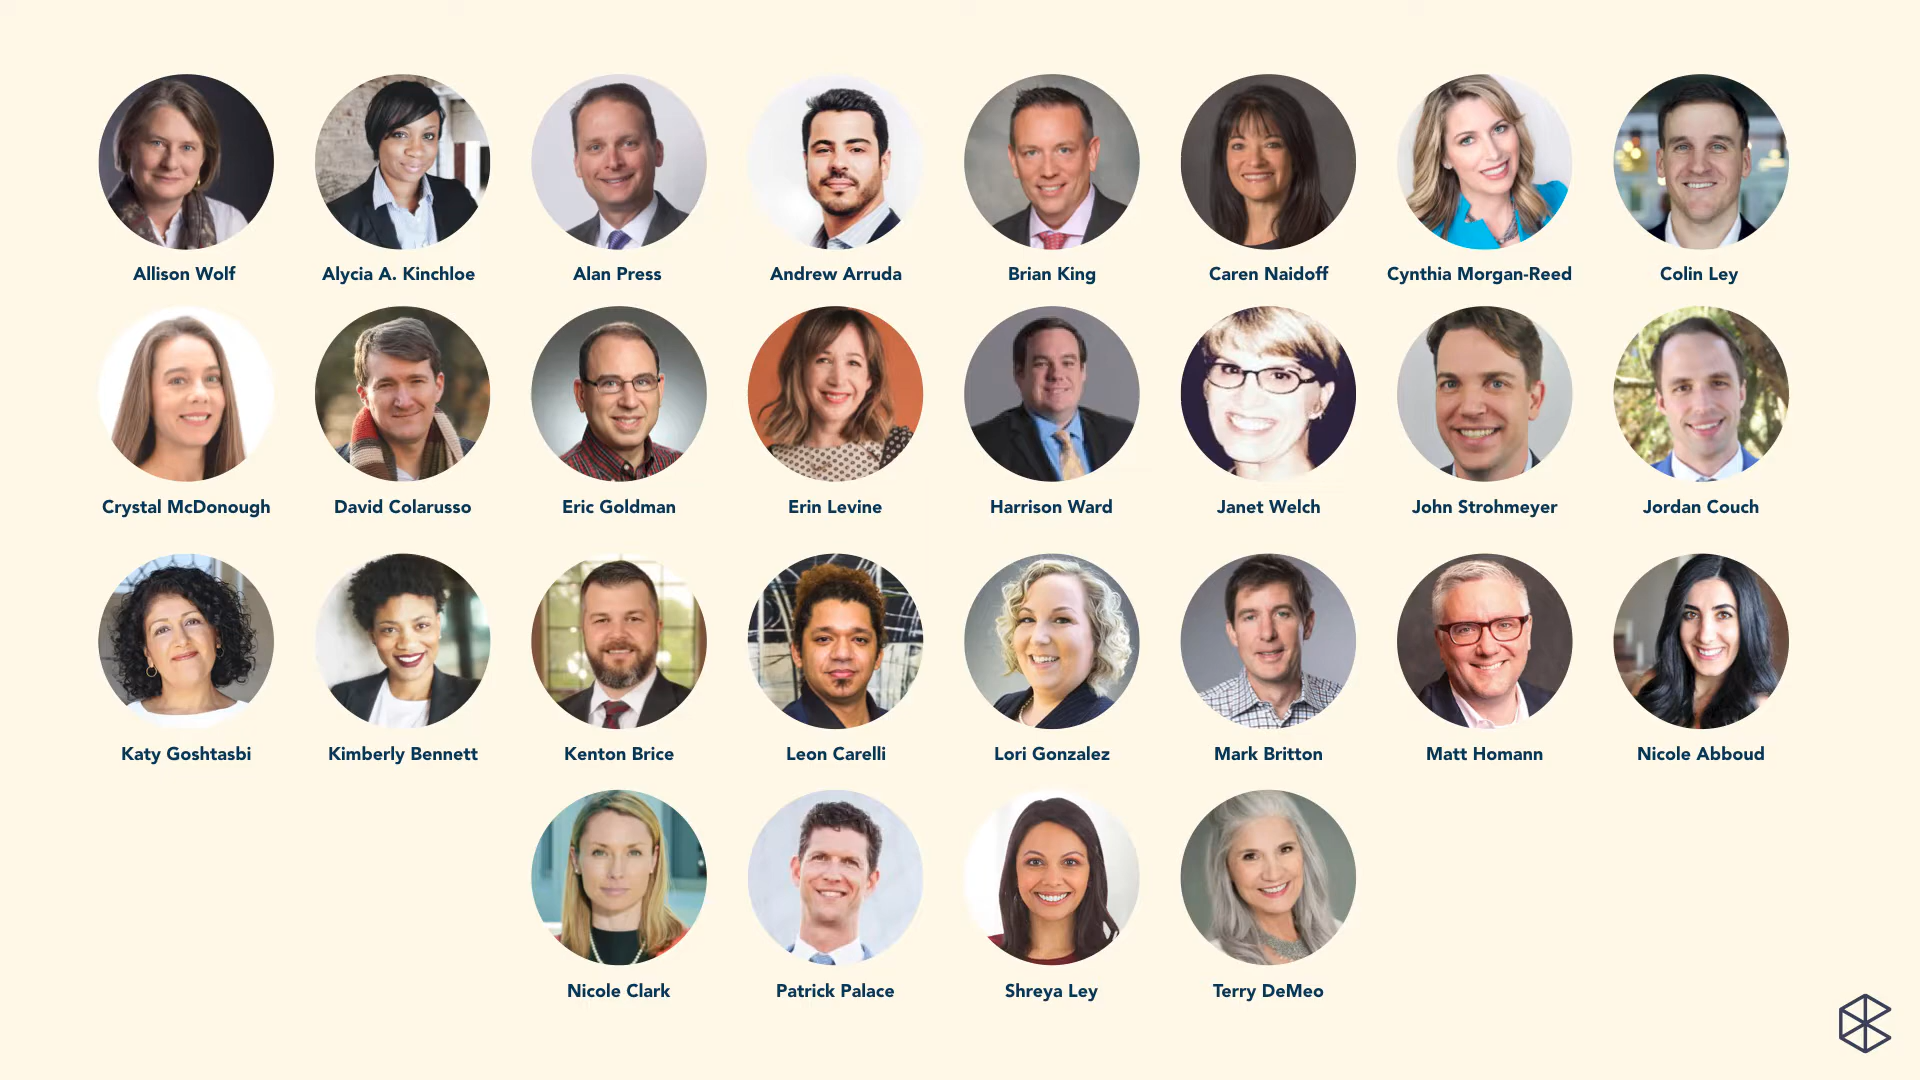 Allison Wolf
Alycia A. Kinchloe
Alan Press
Andrew Arruda
Brian King
Caren Naidoff
Cynthia Morgan-Reed
Colin Ley
Crystal McDonough
David Colarusso
Eric Goldman
Erin Levine
Harrison Ward
Janet Welch
John Strohmeyer
Jordan Couch
Katy Goshtasbi
Kimberly Bennett
Kenton Brice
Leon Carelli
Lori Gonzalez
Mark Britton
Matt Homann
Nicole Abboud
Nicole Clark
Patrick Palace
Shreya Ley
Terry DeMeo